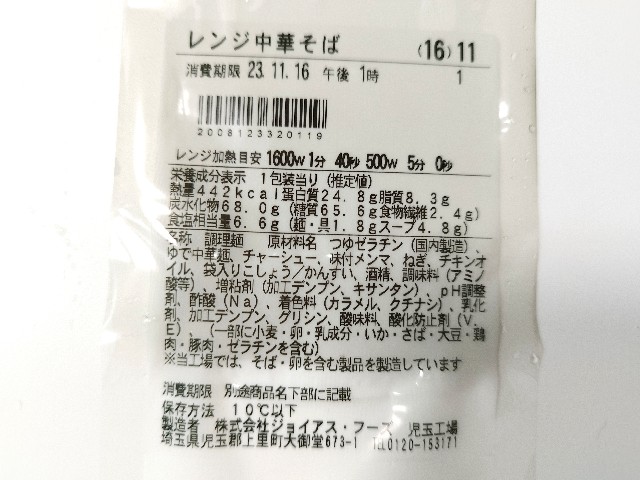 レンジ中華そば (16)11
消費期限 23.11.16 午後 1時 1
2008123320119
レンジ加熱目安 1600W 1分 40秒 500W 5分 0秒
栄養成分表示 1包装当り (推定値)
熱量442kcal蛋白質24.8g脂質8.3g
炭水化物68.0g(糖質65.6g食物繊維2.4g)
食塩相当量6.6g(麺・具1.8gスープ4.8g)
名称 調理麺 原材料名 つゆゼラチン(国内製造)、
ゆで中華麺、チャーシュー、味付メンマ、ねぎ、チキンオ
イル、袋入りこしょう/かんすい、酒精、調味料(アミノ
酸等)、増粘剤(加工デンプン、キサンタン)、pH調整
剤、酢酸(Na)、着色料(カラメル、クチナシ)、乳化
剤、加工デンプン、グリシン、酸味料、酸化防止剤(V.
E)、(一部に小麦・卵・乳成分・いか・さば・大豆・鶏
肉・豚肉・ゼラチンを含む)
※当工場では、そば・卵を含む製品を製造しています
消費期限 別途商品名下部に記載
保存方法 10℃以下
製造者 株式会社ジョイアス・フーズ 児玉工場
埼玉県児玉郡上里町大御堂673-1 TEL0120-153171